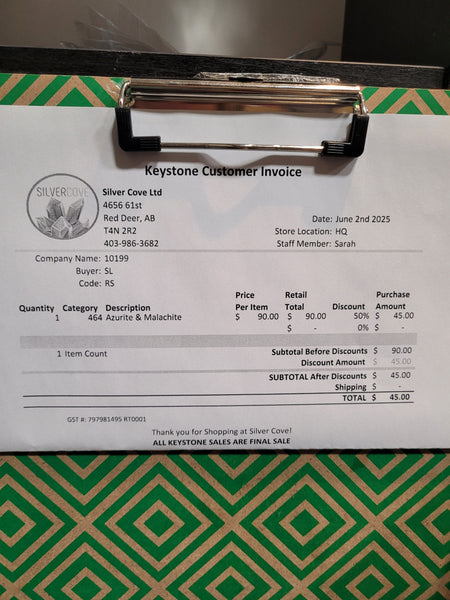 Keystone Customer Invoice
SILVERCOVE
Silver Cove Ltd
4656 61st
Red Deer, AB
T4N 2R2
403-986-3682
Date: June 2nd 2025
Store Location: HQ
Staff Member: Sarah
Company Name: 10199
Buyer: SL
Code: RS
Quantity Category Description Price Per Item Retail Total Discount Purchase Amount
1 464 Azurite & Malachite $ 90.00 $ 90.00 50% $ 45.00
$ - 0% $ -
1 Item Count
Subtotal Before Discounts $ 90.00
Discount Amount $ 45.00
SUBTOTAL After Discounts $ 45.00
Shipping $ -
TOTAL $ 45.00
GST #: 797981495 RT0001
Thank you for Shopping at Silver Cove!
ALL KEYSTONE SALES ARE FINAL SALE